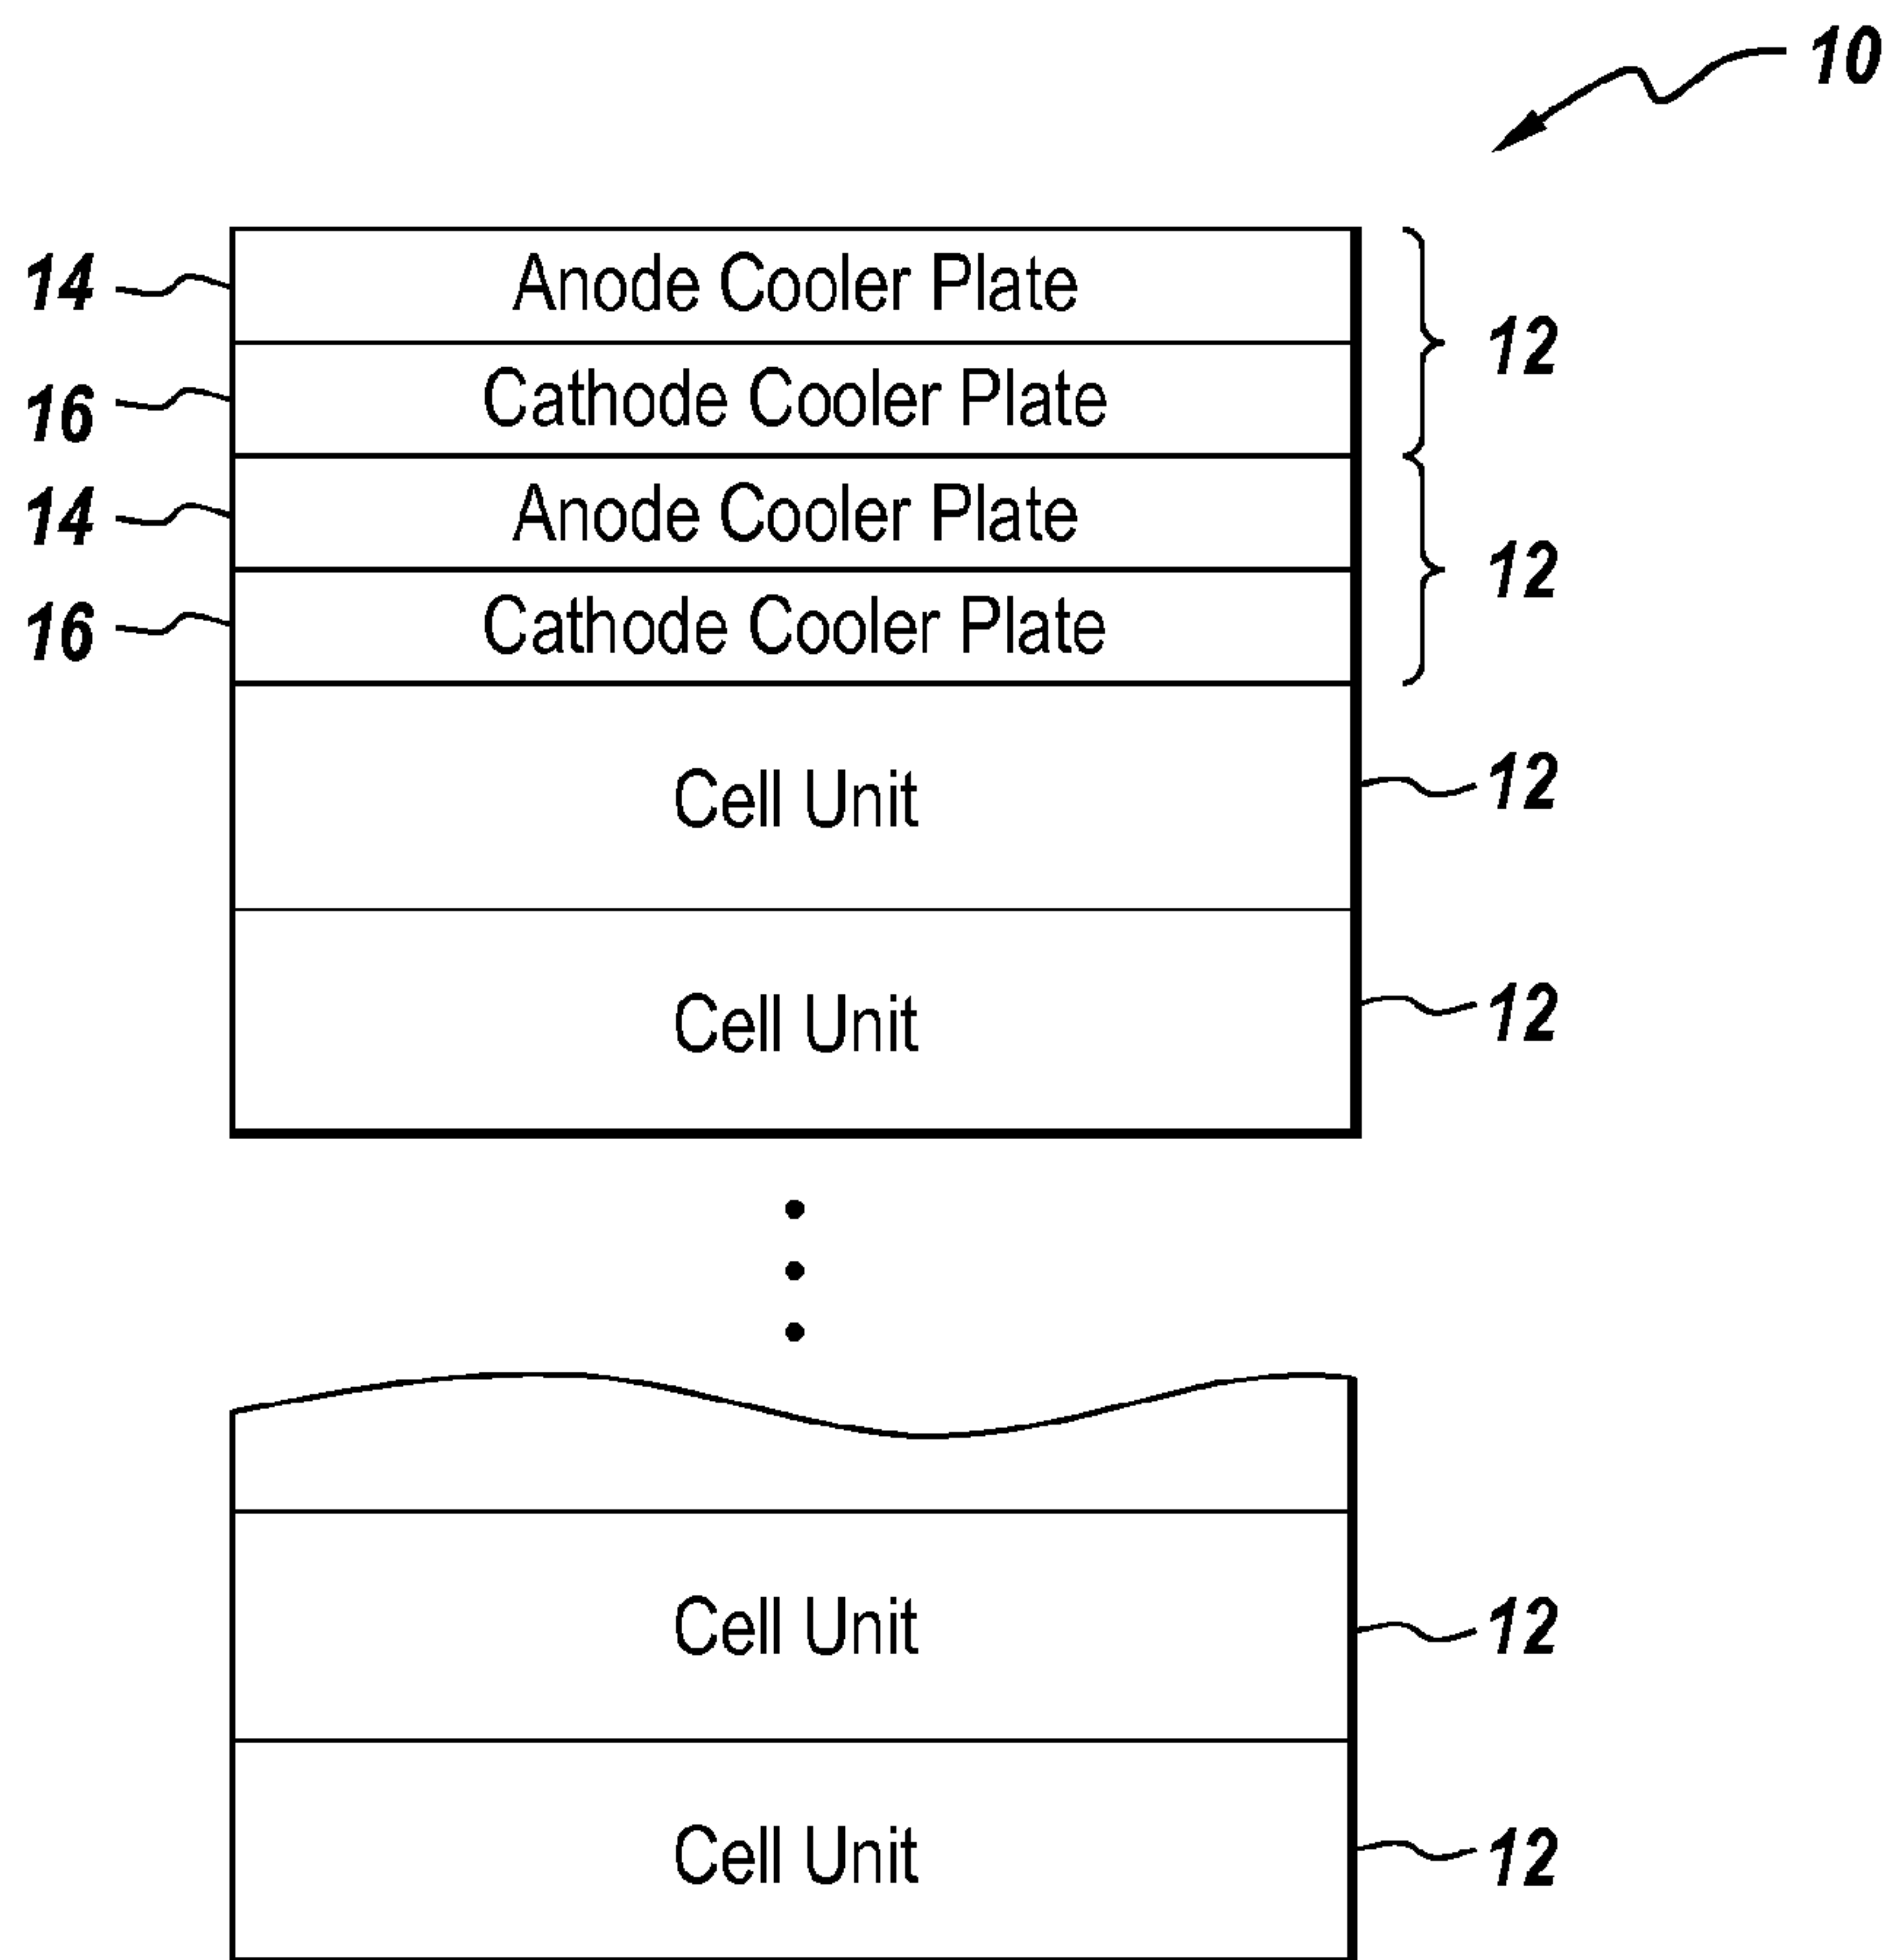 10
14 Anode Cooler Plate
12
16 Cathode Cooler Plate
14 Anode Cooler Plate
12
16 Cathode Cooler Plate
Cell Unit 12
Cell Unit 12
Cell Unit 12
Cell Unit 12